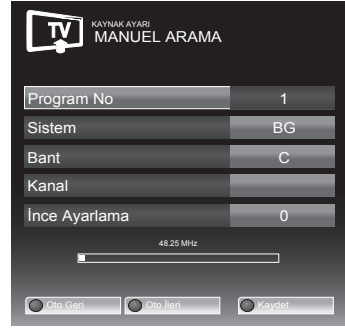 TV
KAYNAK AYARI
MANUEL ARAMA
Program No 1
Sistem BG
Bant C
Kanal
İnce Ayarlama 0
48.25 MHz
Oto Geri Oto İleri Kaydet